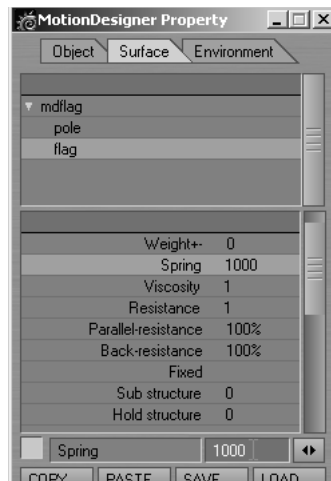 MotionDesigner Property
Object Surface Environment
mdflag
pole
flag
Weight+- 0
Spring 1000
Viscosity 1
Resistance 1
Parallel-resistance 100%
Back-resistance 100%
Fixed
Sub structure 0
Hold structure 0
Spring 1000
COPY PASTE SAVE LOAD